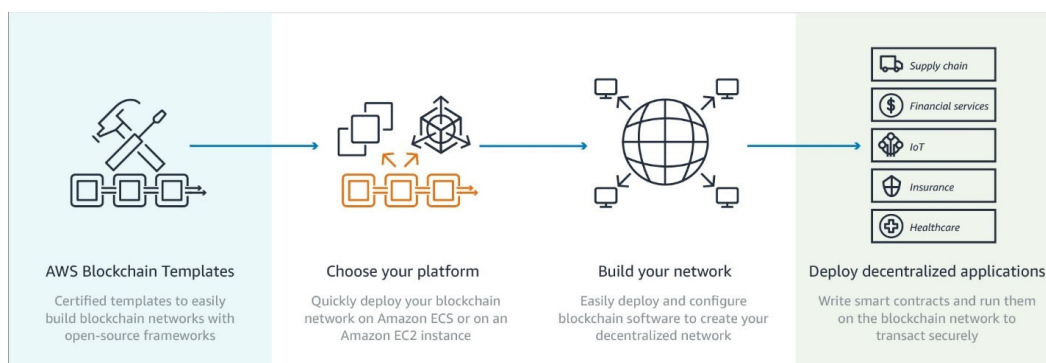 Supply chain
Financial services
IoT
Insurance
Healthcare
AWS Blockchain Templates
Certified templates to easily
build blockchain networks with
open-source frameworks
Choose your platform
Quickly deploy your blockchain
network on Amazon ECS or on an
Amazon EC2 instance
Build your network
Easily deploy and configure
blockchain software to create your
decentralized network
Deploy decentralized applications
Write smart contracts and run them
on the blockchain network to
transact securely